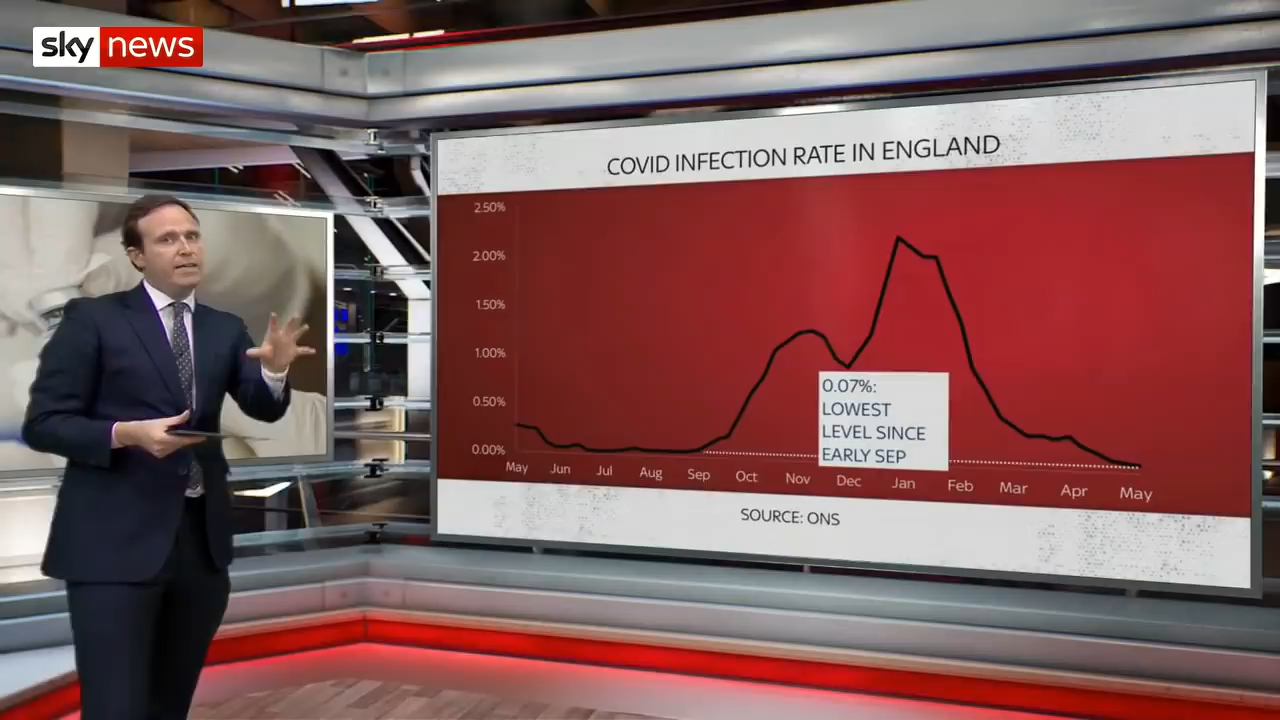 sky news
COVID INFECTION RATE IN ENGLAND
2.50%
2.00%
1.50%
1.00%
0.50%
0.00%
0.07%:
LOWEST
LEVEL SINCE
EARLY SEP
May Jun Jul Aug Sep Oct Nov Dec Jan Feb Mar Apr May
SOURCE: ONS